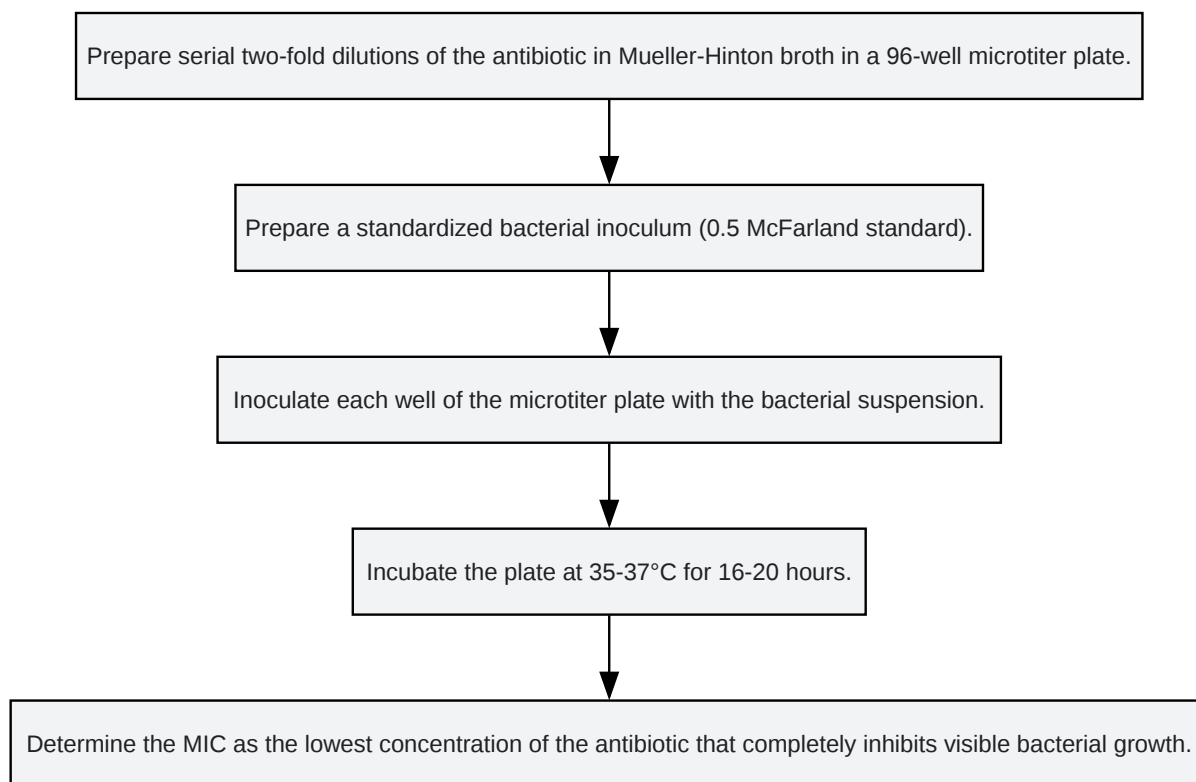 Prepare serial two-fold dilutions of the antibiotic in Mueller-Hinton broth in a 96-well microtiter plate.
Prepare a standardized bacterial inoculum (0.5 McFarland standard).
Inoculate each well of the microtiter plate with the bacterial suspension.
Incubate the plate at 35-37°C for 16-20 hours.
Determine the MIC as the lowest concentration of the antibiotic that completely inhibits visible bacterial growth.